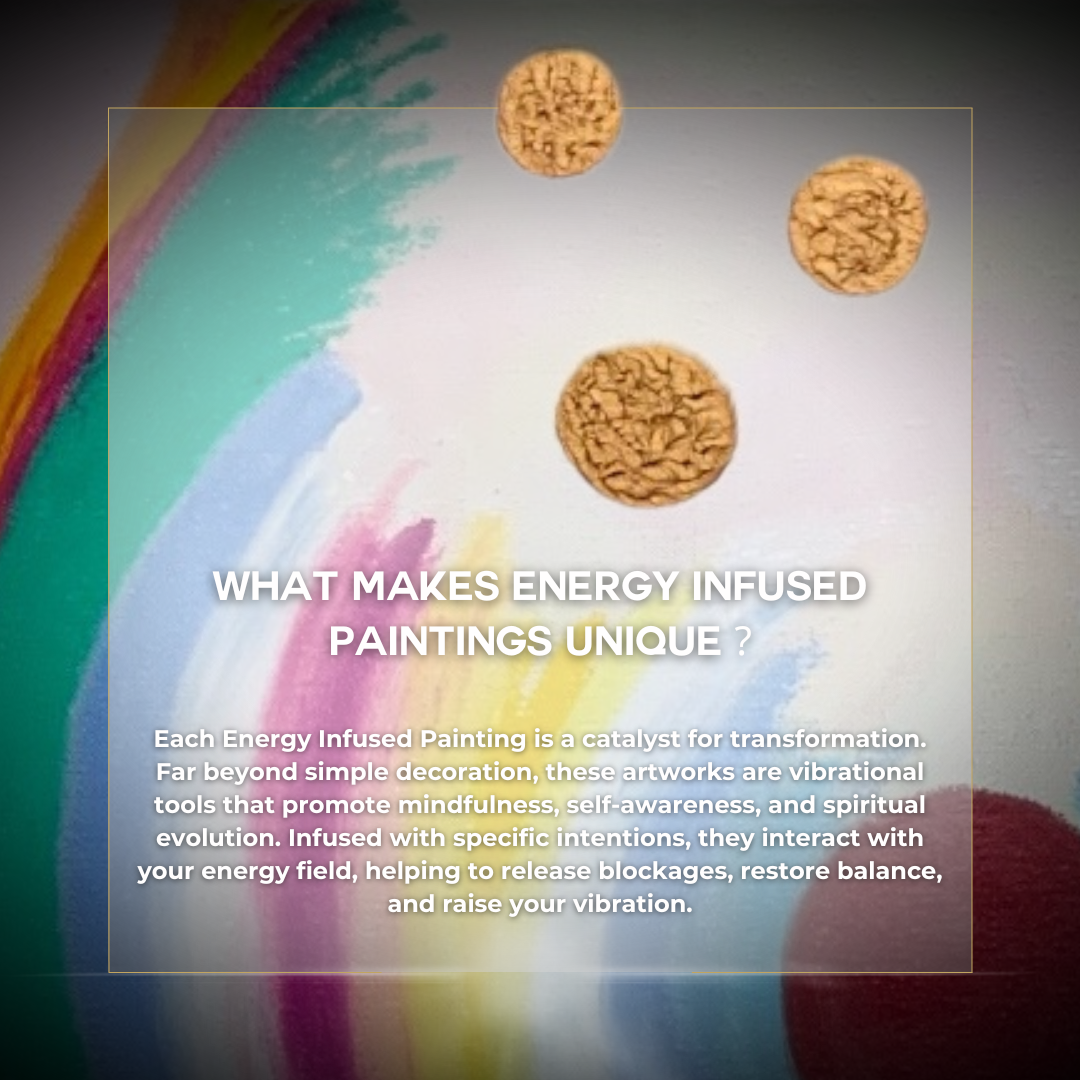 WHAT MAKES ENERGY INFUSED
PAINTINGS UNIQUE ?
Each Energy Infused Painting is a catalyst for transformation.
Far beyond simple decoration, these artworks are vibrational
tools that promote mindfulness, self-awareness, and spiritual
evolution. Infused with specific intentions, they interact with
your energy field, helping to release blockages, restore balance,
and raise your vibration.